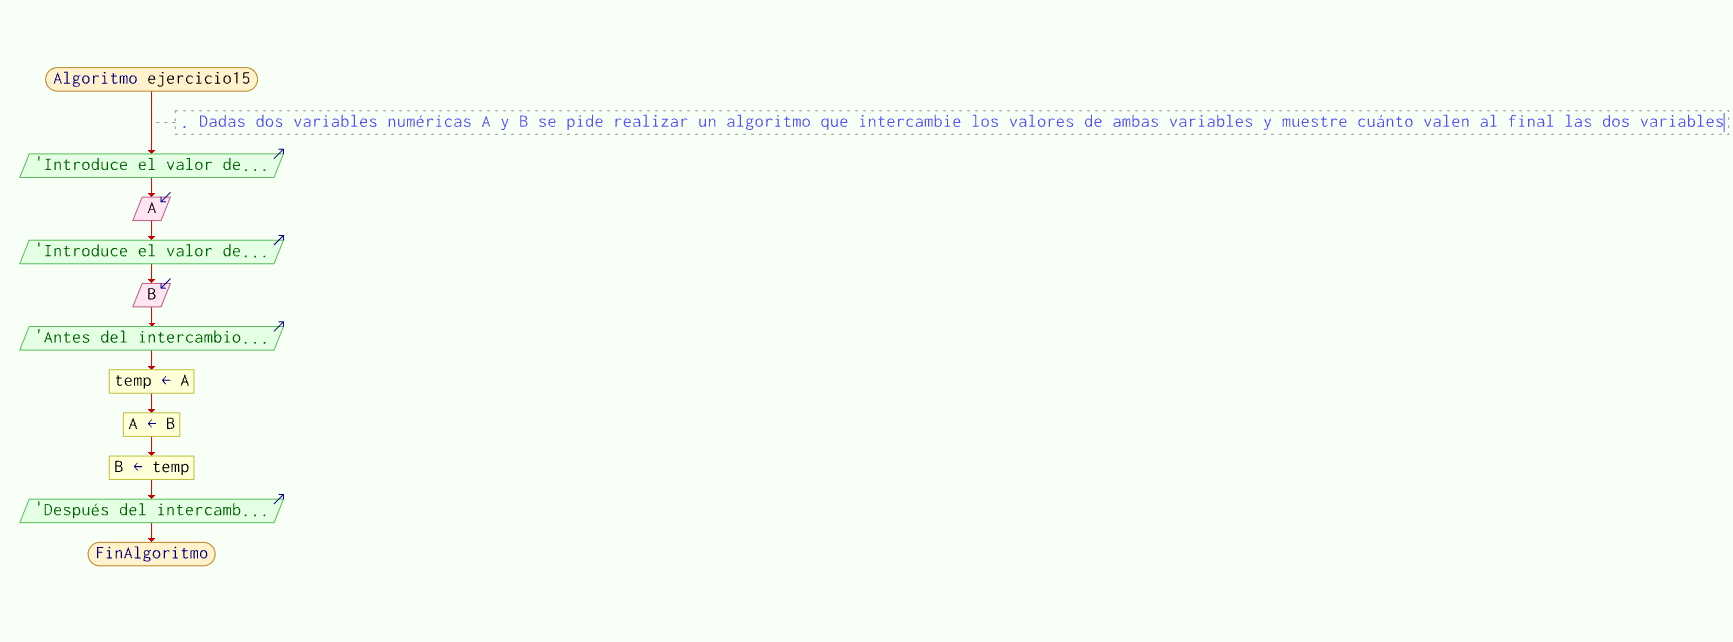 Algoritmo ejercicio15
. Dadas dos variables numéricas A y B se pide realizar un algoritmo que intercambie los valores de ambas variables y muestre cuánto valen al final las dos variables
'Introduce el valor de...
A
'Introduce el valor de...
B
'Antes del intercambio...
temp ← A
A ← B
B ← temp
'Después del intercamb...
FinAlgoritmo